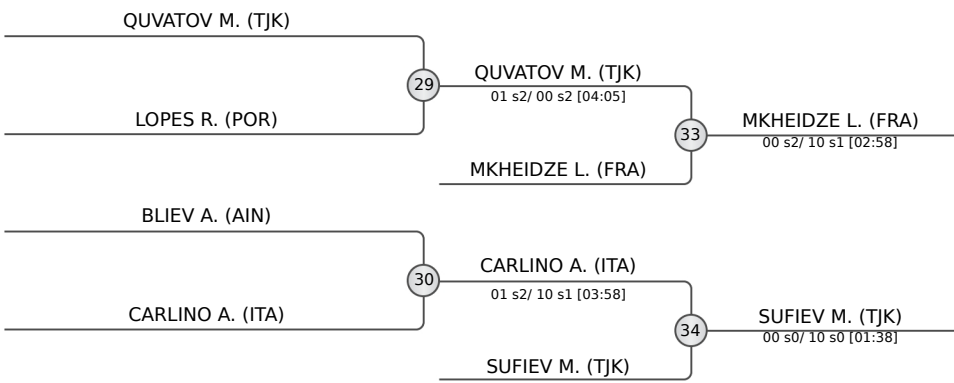 QUVATOV M. (TJK)
29
QUVATOV M. (TJK)
01 s2/ 00 s2 [04:05]
LOPES R. (POR)
33
MKHEIDZE L. (FRA)
00 s2/ 10 s1 [02:58]
MKHEIDZE L. (FRA)
BLIEV A. (AIN)
30
CARLINO A. (ITA)
01 s2/ 10 s1 [03:58]
CARLINO A. (ITA)
34
SUFIEV M. (TJK)
00 s0/ 10 s0 [01:38]
SUFIEV M. (TJK)